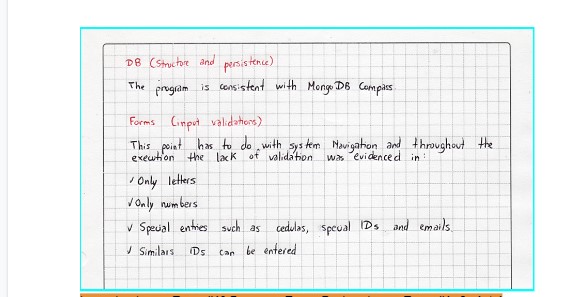 DB (Structure and persistence)
The program is consistent with MongoDB Compass.
Forms (input validations)
This point has to do with system Navigation and throughout the
execution the lack of validation was evidenced in:
✓ Only letters
✓ Only numbers
✓ Special entries such as cedulas, special IDs and emails.
✓ Similars IDs can be entered